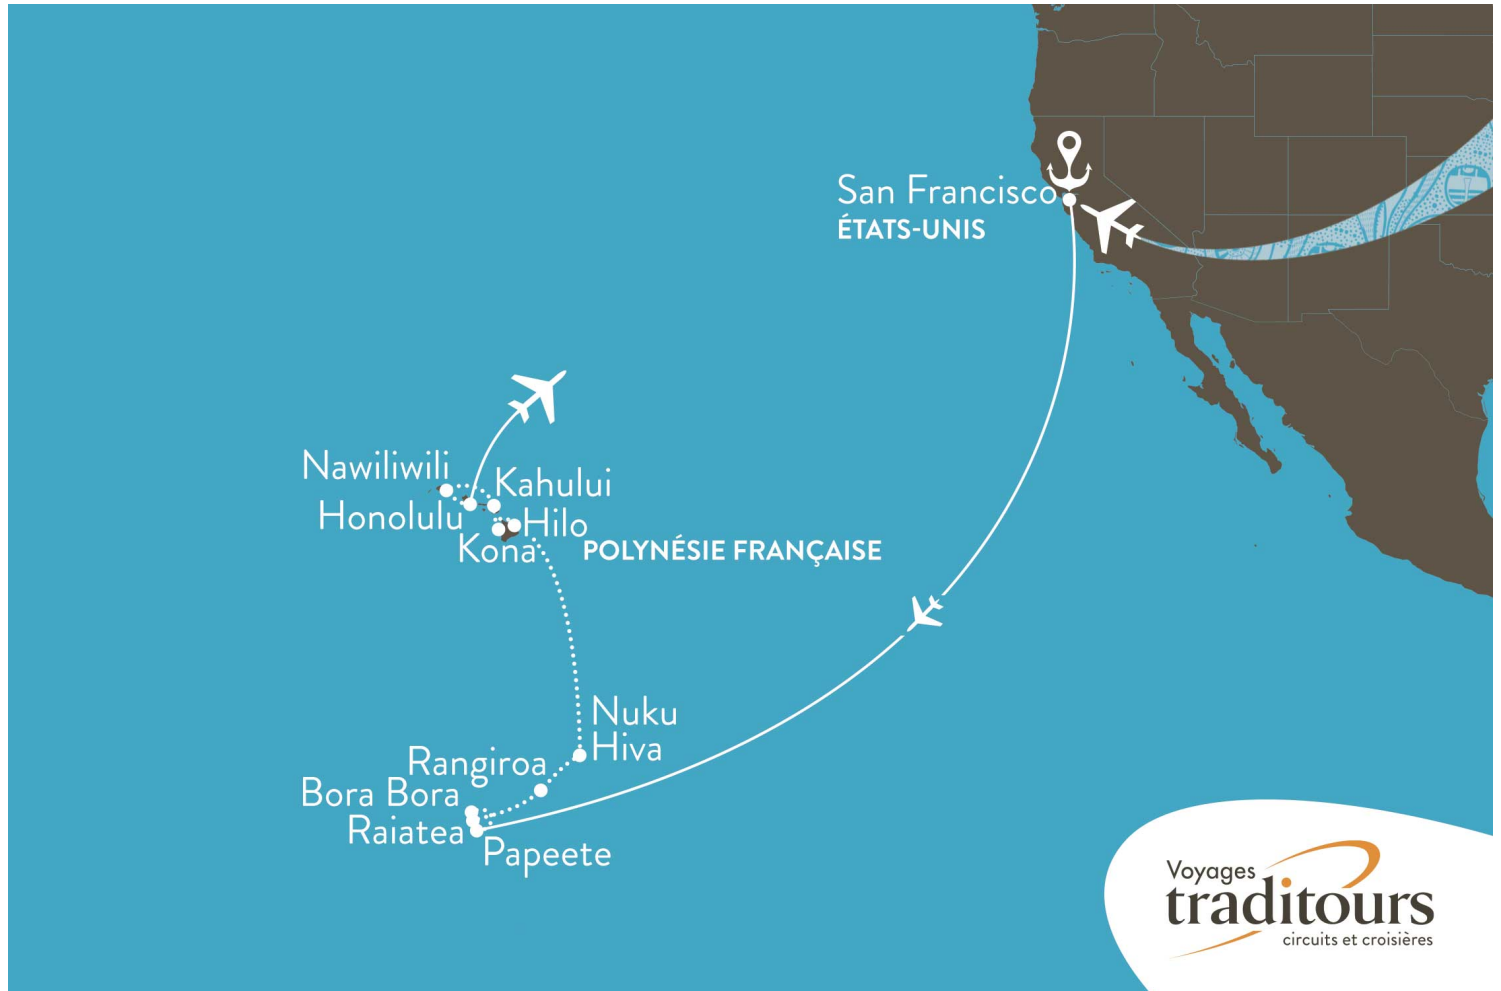 San Francisco
ÉTATS-UNIS
Nawiliwili
Kahului
Honolulu
Hilo
Kona
POLYNÉSIE FRANÇAISE
Nuku
Hiva
Rangiroa
Bora Bora
Raiatea
Papeete
Voyages
traditours
circuits et croisières